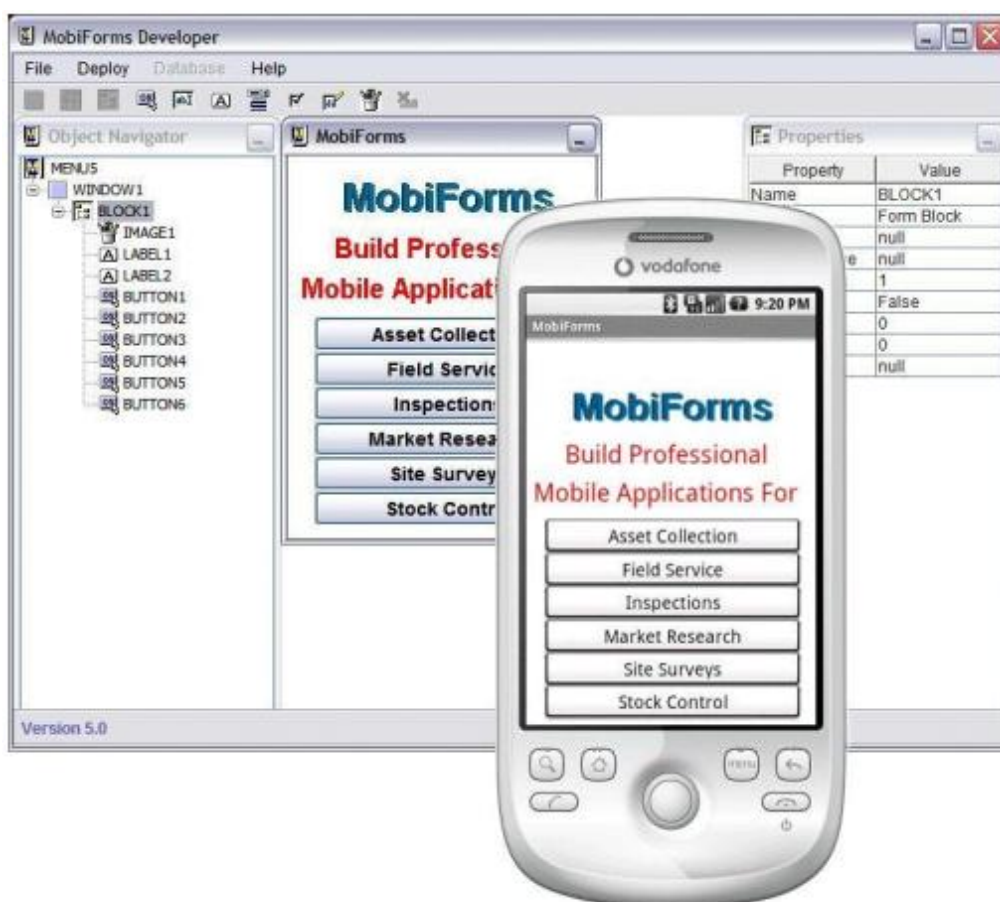 MobiForms Developer
File Deploy Database Help
Object Navigator
MENU5
WINDOW1
BLOCK1
IMAGE1
LABEL1
LABEL2
BUTTON1
BUTTON2
BUTTON3
BUTTON4
BUTTON5
BUTTON6
Version 5.0
MobiForms
MobiForms
Build Profess
Mobile Applicat
Asset Collect
Field Servic
Inspection
Market Resea
Site Survey
Stock Contr
Properties
Property Value
Name BLOCK1
Form Block
null
null
1
False
0
0
null
vodafone
9:20 PM
MobiForms
MobiForms
Build Professional
Mobile Applications For
Asset Collection
Field Service
Inspections
Market Research
Site Surveys
Stock Control
menu